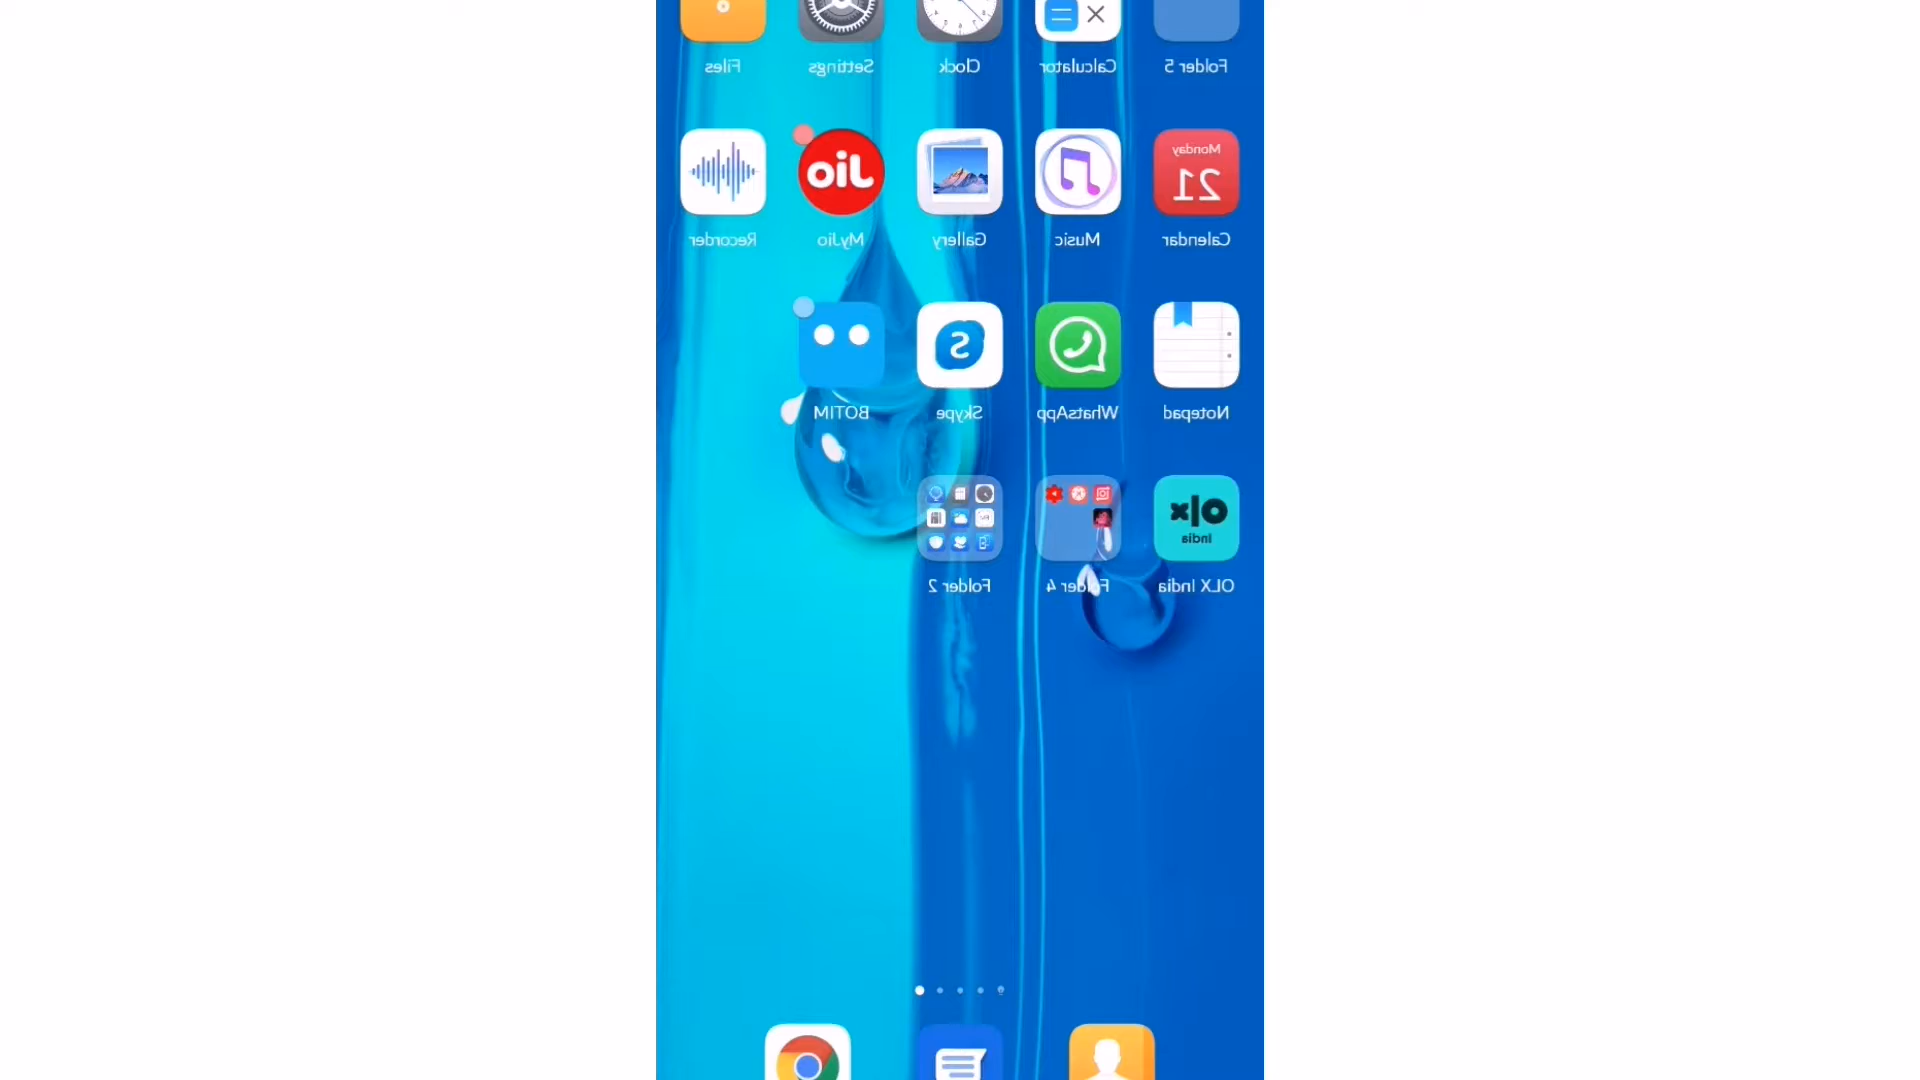 Files
Settings
Clock
Calculator
Folder 5
Jio
Monday
21
Recorder
MyJio
Gallery
Music
Calendar
S
BOTIM
Skype
WhatsApp
Notepad
olx
India
Folder 2
Folder 4
OLX India